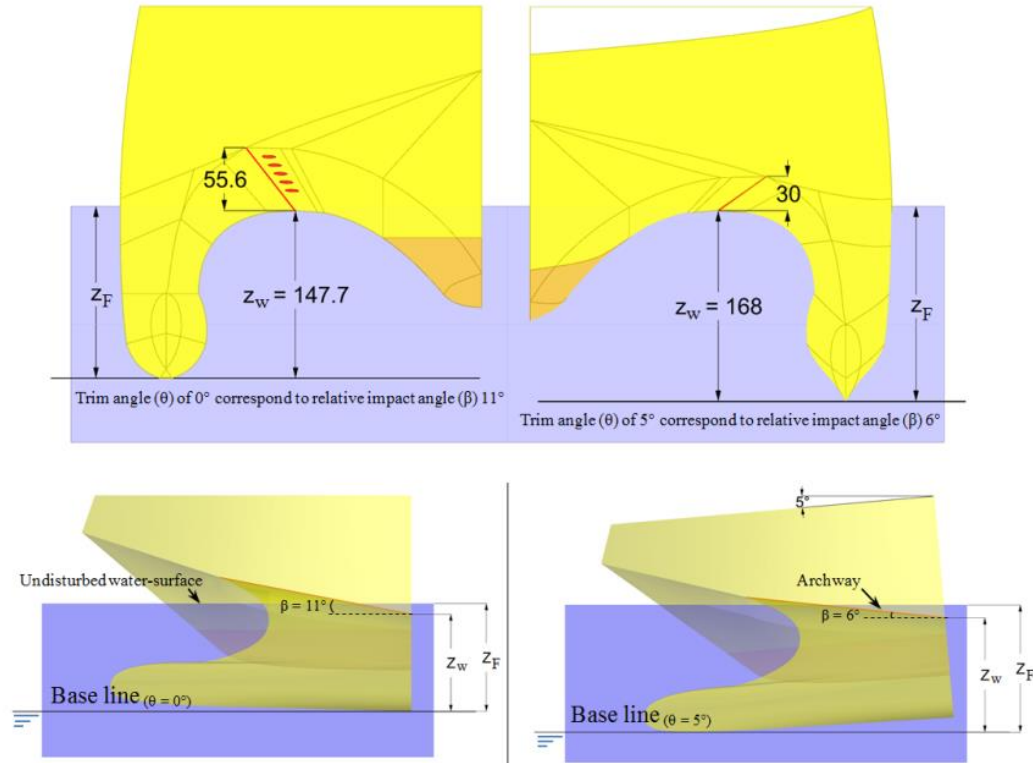 55.6
30
z_F
z_w = 147.7
z_w = 168
z_F
Trim angle (θ) of 0° correspond to relative impact angle (β) 11°
Trim angle (θ) of 5° correspond to relative impact angle (β) 6°
5°
Undisturbed water-surface
Archway
β = 11°
β = 6°
z_w
z_F
z_w
z_F
Base line (θ = 0°)
Base line (θ = 5°)